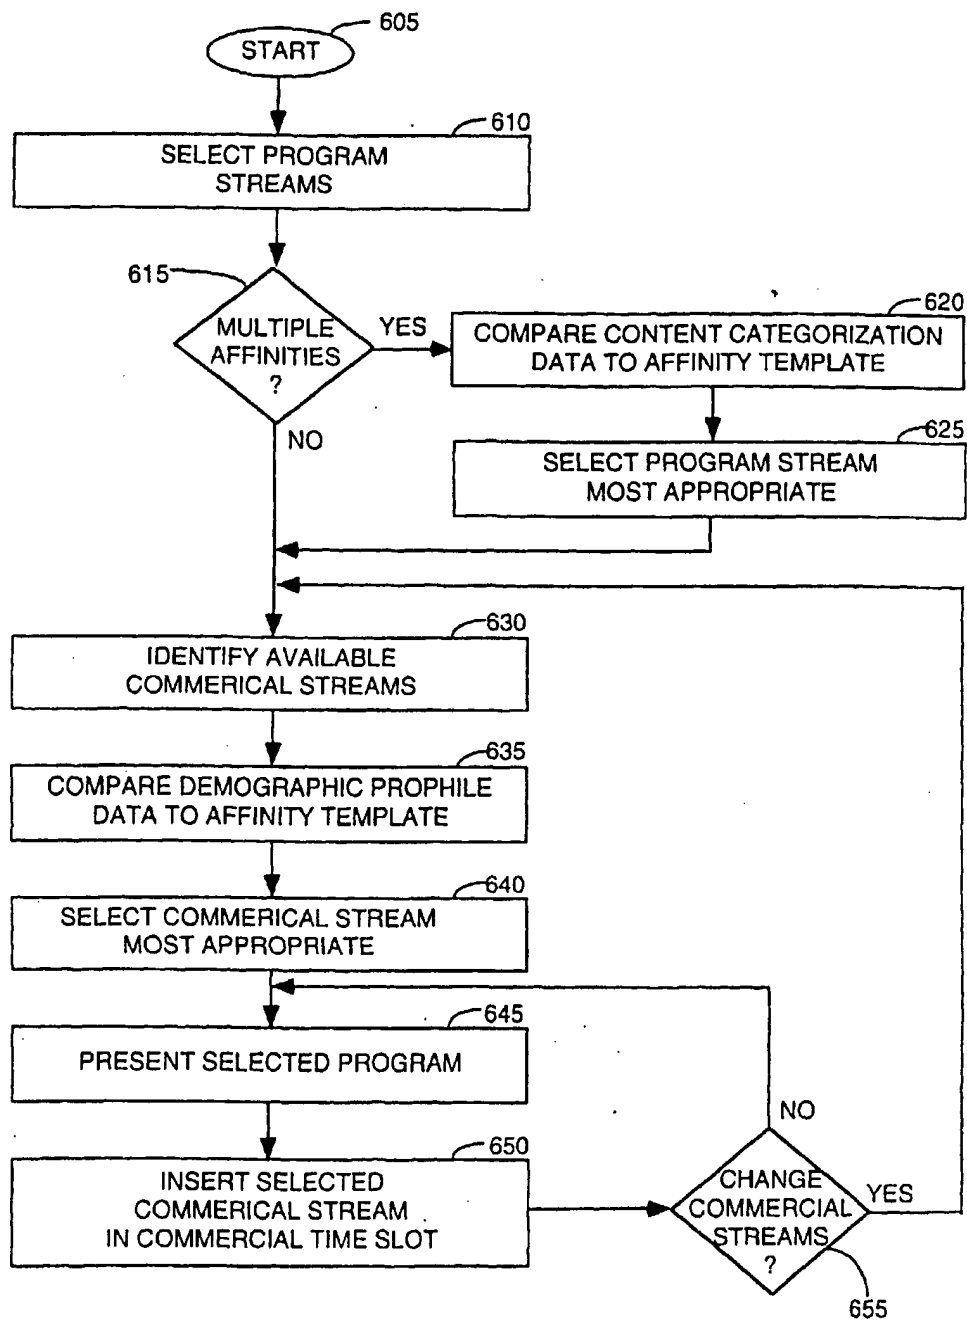 605
START
610
SELECT PROGRAM
STREAMS
615
MULTIPLE
AFFINITIES
?
YES
NO
620
COMPARE CONTENT CATEGORIZATION
DATA TO AFFINITY TEMPLATE
625
SELECT PROGRAM STREAM
MOST APPROPRIATE
630
IDENTIFY AVAILABLE
COMMERICAL STREAMS
635
COMPARE DEMOGRAPHIC PROPHILE
DATA TO AFFINITY TEMPLATE
640
SELECT COMMERICAL STREAM
MOST APPROPRIATE
645
PRESENT SELECTED PROGRAM
650
INSERT SELECTED
COMMERICAL STREAM
IN COMMERCIAL TIME SLOT
NO
CHANGE
COMMERCIAL
STREAMS
?
YES
655